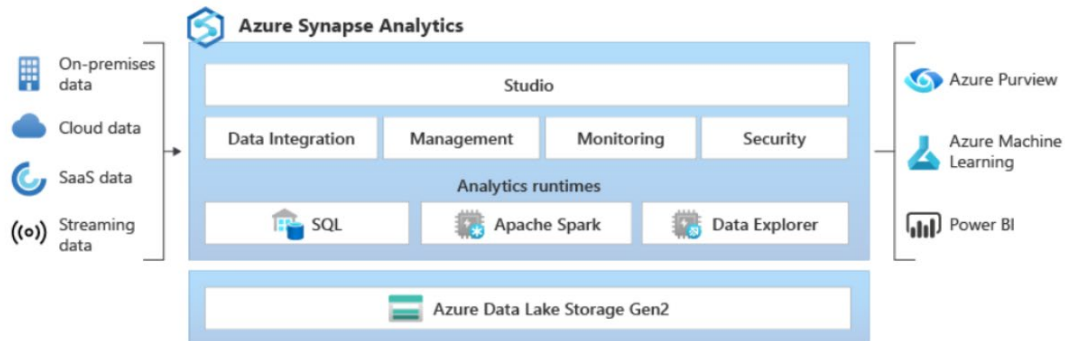 Azure Synapse Analytics
On-premises
data
Cloud data
SaaS data
Streaming
data
Studio
Data Integration
Management
Monitoring
Security
Analytics runtimes
SQL
Apache Spark
Data Explorer
Azure Data Lake Storage Gen2
Azure Purview
Azure Machine
Learning
Power BI